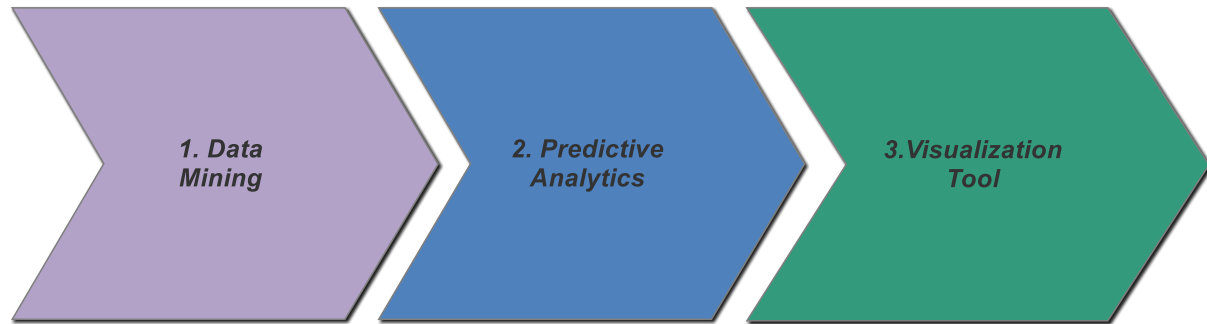 1. Data
Mining
2. Predictive
Analytics
3.Visualization
Tool